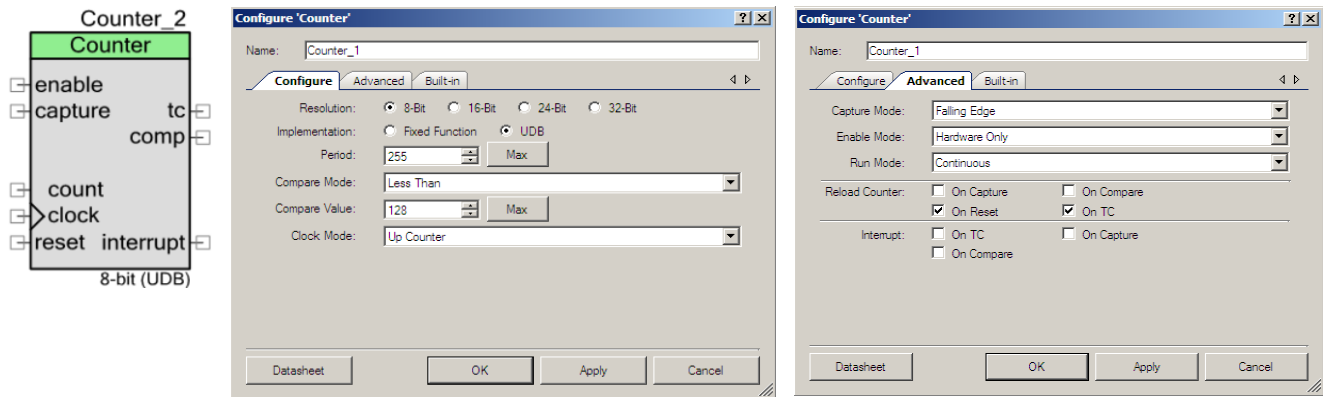 Counter_2
Counter
enable
capture tc
comp
count
clock
reset interrupt
8-bit (UDB)
Configure 'Counter'
Name: Counter_1
Configure Advanced Built-in
Resolution: 8-Bit 16-Bit 24-Bit 32-Bit
Implementation: Fixed Function UDB
Period: 255 Max
Compare Mode: Less Than
Compare Value: 128 Max
Clock Mode: Up Counter
Datasheet OK Apply Cancel
Configure 'Counter'
Name: Counter_1
Configure Advanced Built-in
Capture Mode: Falling Edge
Enable Mode: Hardware Only
Run Mode: Continuous
Reload Counter: On Capture On Compare
On Reset On TC
Interrupt: On TC On Capture
On Compare
Datasheet OK Apply Cancel